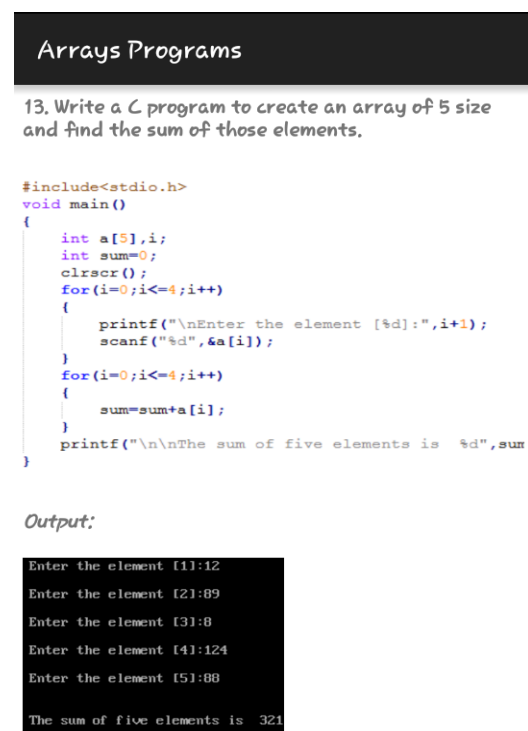 Arrays Programs
13. Write a C program to create an array of 5 size
and find the sum of those elements.
#include<stdio.h>
void main()
{
    int a[5],i;
    int sum=0;
    clrscr();
    for(i=0;i<=4;i++)
    {
        printf("\nEnter the element [%d]:",i+1);
        scanf("%d",&a[i]);
    }
    for(i=0;i<=4;i++)
    {
        sum=sum+a[i];
    }
    printf("\n\nThe sum of five elements is  %d",sum
}
Output:
Enter the element [1]:12
Enter the element [2]:89
Enter the element [3]:8
Enter the element [4]:124
Enter the element [5]:88
The sum of five elements is  321